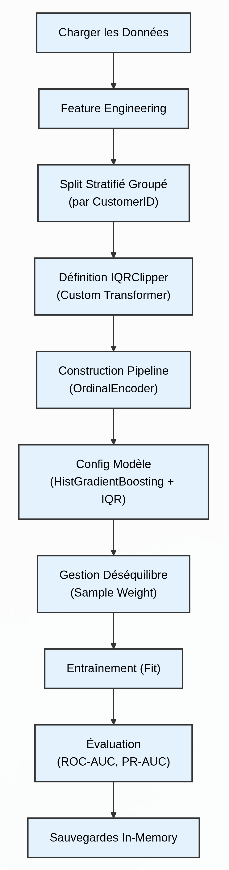 Charger les Données
Feature Engineering
Split Stratifié Groupé
(par CustomerID)
Définition IQRClipper
(Custom Transformer)
Construction Pipeline
(OrdinalEncoder)
Config Modèle
(HistGradientBoosting +
IQR)
Gestion Déséquilibre
(Sample Weight)
Entraînement (Fit)
Évaluation
(ROC-AUC, PR-AUC)
Sauvegardes In-Memory